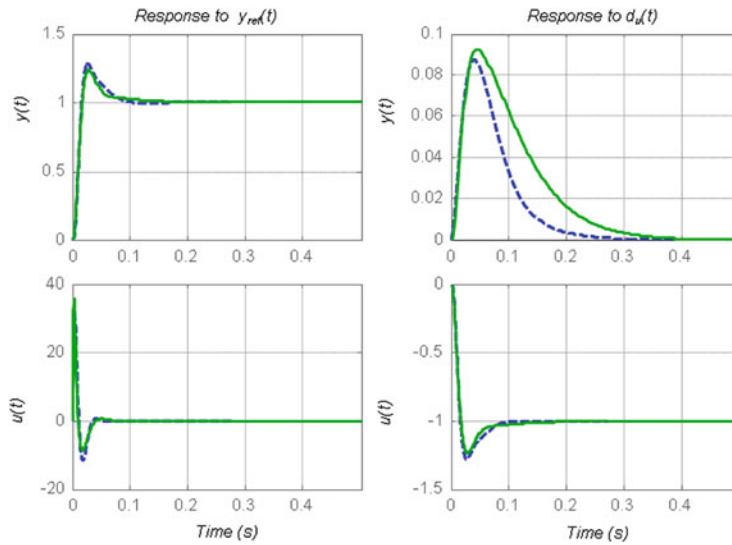 Response to y_ref(t)
Response to d_u(t)
y(t)
1.5
1
0.5
0
0 0.1 0.2 0.3 0.4
y(t)
0.1
0.08
0.06
0.04
0.02
0
0 0.1 0.2 0.3 0.4
u(t)
40
20
0
-20
0 0.1 0.2 0.3 0.4
Time (s)
u(t)
0
-0.5
-1
-1.5
0 0.1 0.2 0.3 0.4
Time (s)